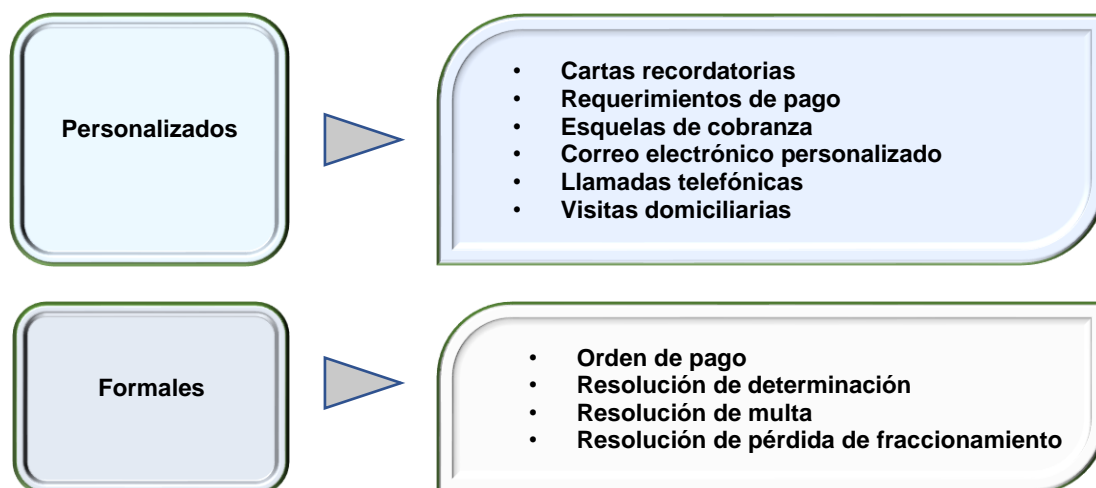 Personalizados
• Cartas recordatorias
• Requerimientos de pago
• Esquelas de cobranza
• Correo electrónico personalizado
• Llamadas telefónicas
• Visitas domiciliarias
Formales
• Orden de pago
• Resolución de determinación
• Resolución de multa
• Resolución de pérdida de fraccionamiento